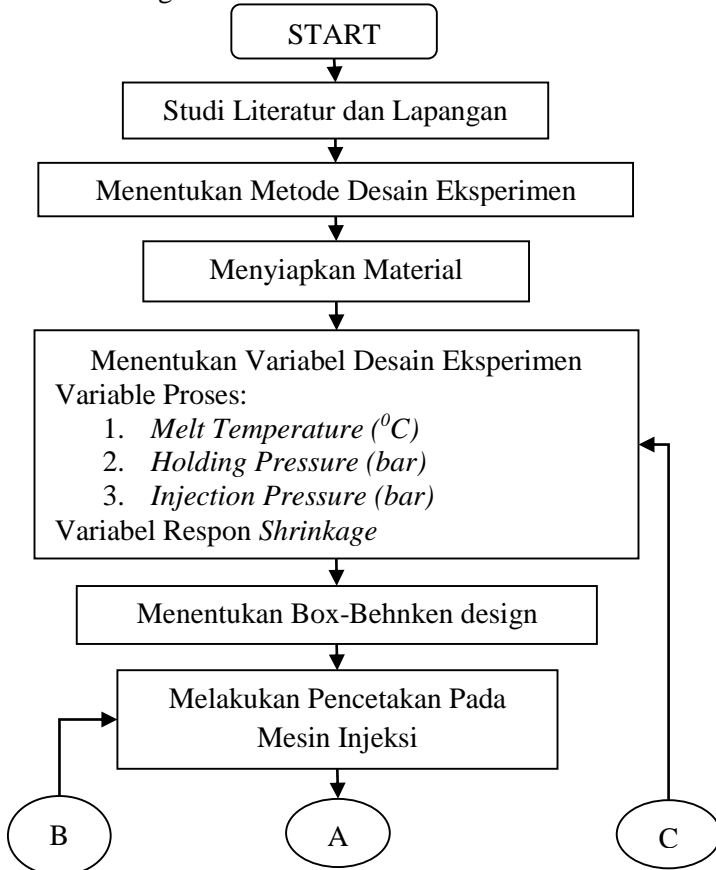 START
Studi Literatur dan Lapangan
Menentukan Metode Desain Eksperimen
Menyiapkan Material
Menentukan Variabel Desain Eksperimen
Variable Proses:
1. Melt Temperature (⁰C)
2. Holding Pressure (bar)
3. Injection Pressure (bar)
Variabel Respon Shrinkage
Menentukan Box-Behnken design
Melakukan Pencetakan Pada
Mesin Injeksi
B
A
C